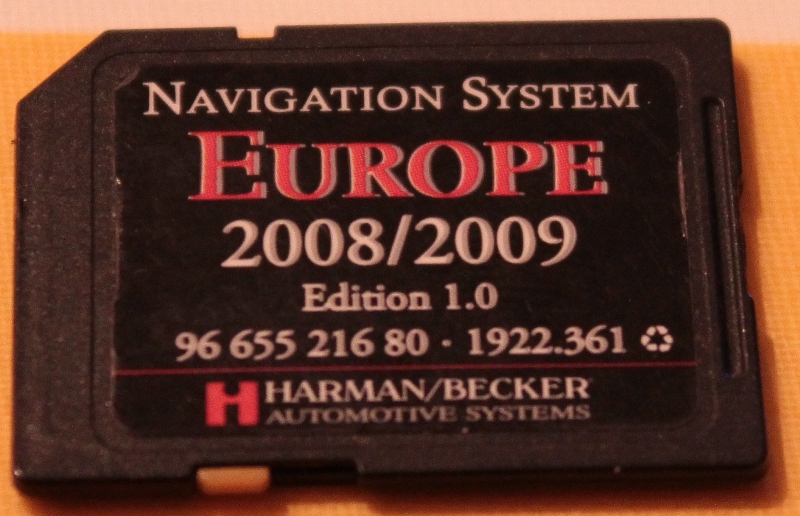 NAVIGATION SYSTEM
EUROPE
2008/2009
Edition 1.0
96 655 216 80 · 1922.361
HARMAN/BECKER
AUTOMOTIVE SYSTEMS